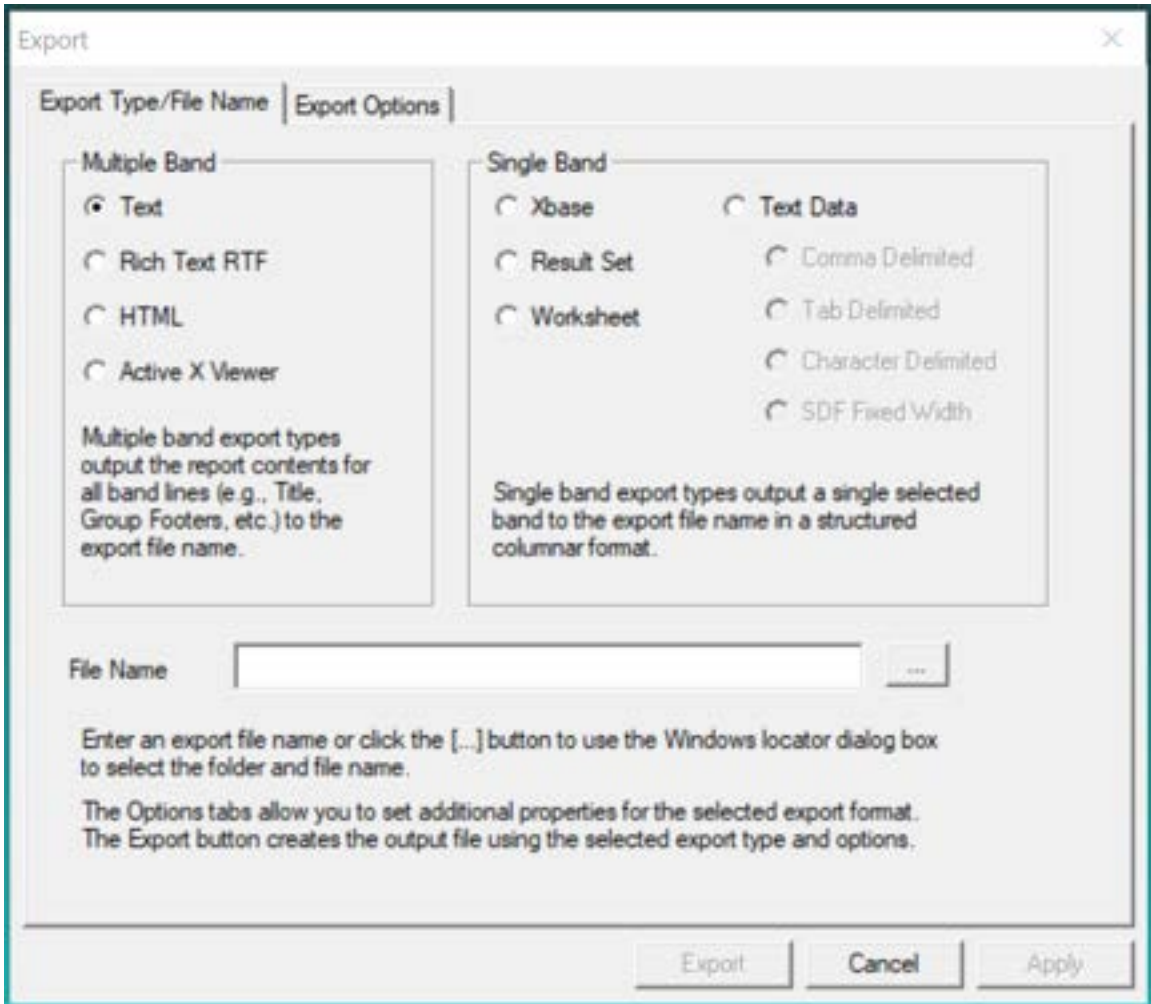 Export
Export Type/File Name
Export Options
Multiple Band
Text
Rich Text RTF
HTML
Active X Viewer
Multiple band export types
output the report contents for
all band lines (e.g., Title,
Group Footers, etc.) to the
export file name.
Single Band
Xbase
Result Set
Worksheet
Text Data
Comma Delimited
Tab Delimited
Character Delimited
SDF Fixed Width
Single band export types output a single selected
band to the export file name in a structured
columnar format.
File Name
...
Enter an export file name or click the [...] button to use the Windows locator dialog box
to select the folder and file name.
The Options tabs allow you to set additional properties for the selected export format.
The Export button creates the output file using the selected export type and options.
Export
Cancel
Apply